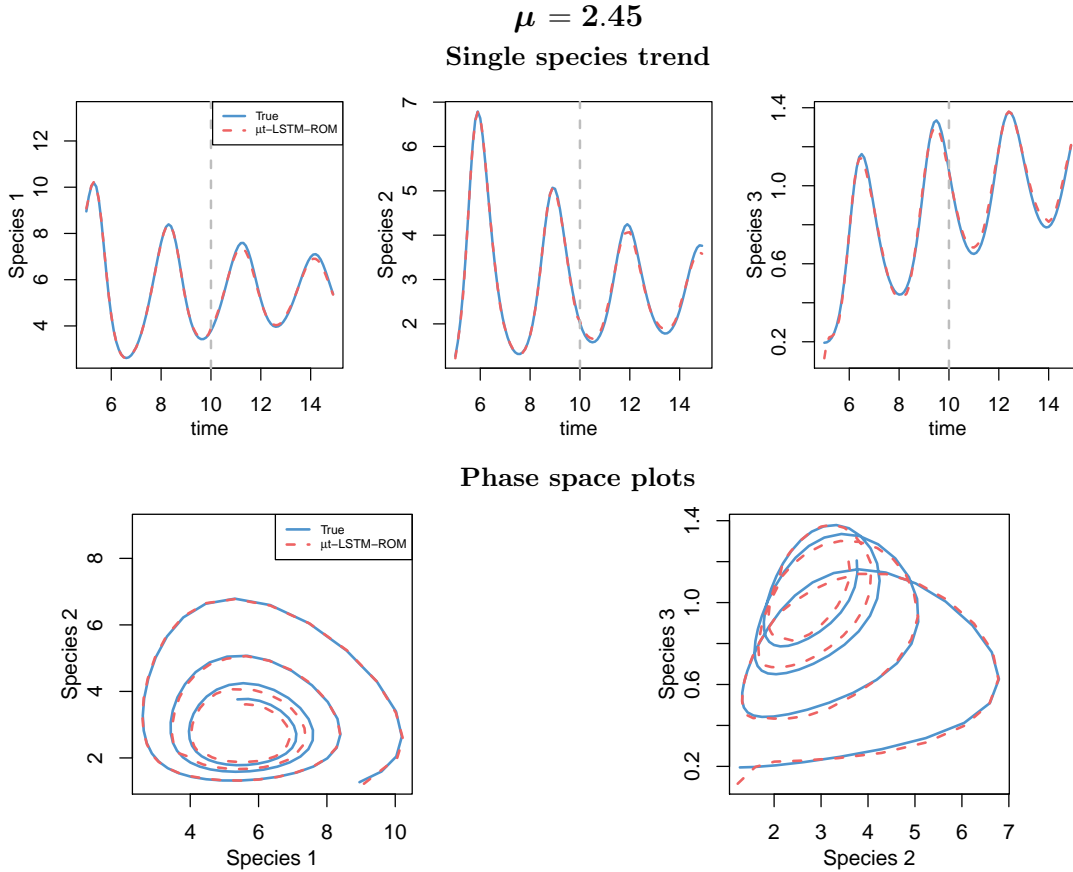 μ = 2.45
Single species trend
Species 1
4 6 8 10 12
6 8 10 12 14
time
True
μt−LSTM−ROM
Species 2
2 3 4 5 6 7
6 8 10 12 14
time
Species 3
0.2 0.6 1.0 1.4
6 8 10 12 14
time
Phase space plots
Species 2
2 4 6 8
4 6 8 10
Species 1
True
μt−LSTM−ROM
Species 3
0.2 0.6 1.0 1.4
2 3 4 5 6 7
Species 2